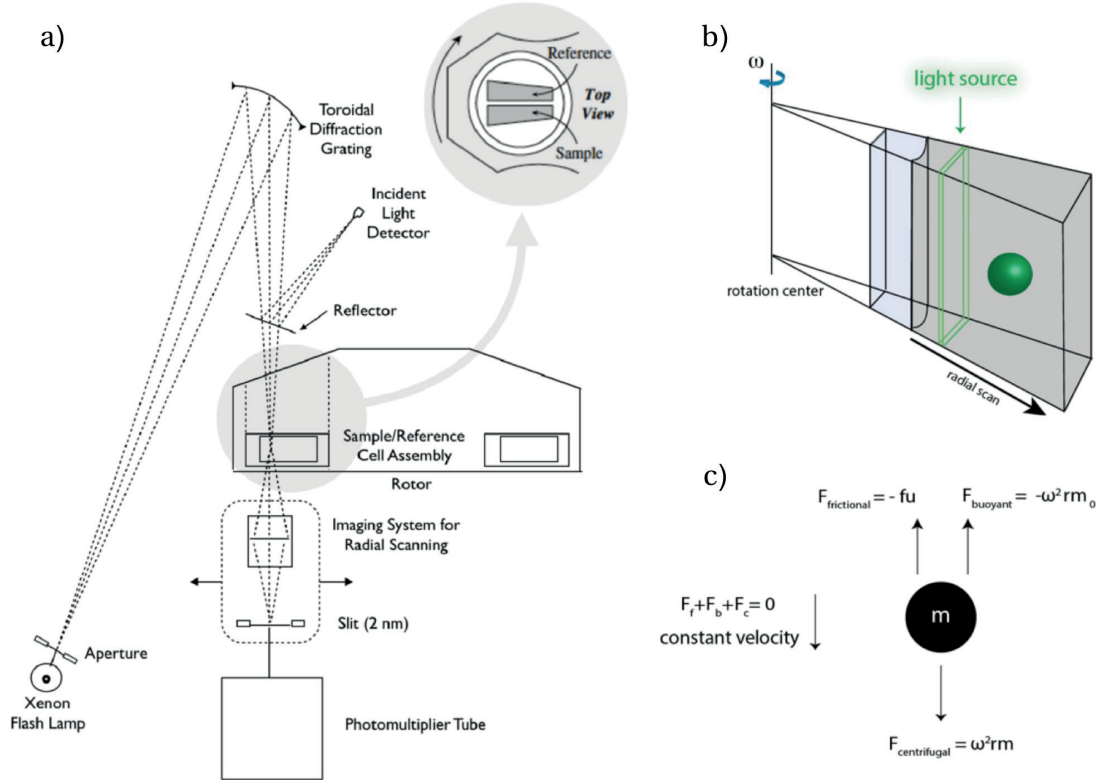 a)
Reference
Top
View
Sample
Toroidal
Diffraction
Grating
Incident
Light
Detector
Reflector
Sample/Reference
Cell Assembly
Rotor
Imaging System for
Radial Scanning
Slit (2 nm)
Aperture
Xenon
Flash Lamp
Photomultiplier Tube
b)
ω
light source
rotation center
radial scan
c)
F_frictional = - fu
F_buoyant = -ω²rm₀
F_f+F_b+F_c=0
constant velocity
m
F_centrifugal = ω²rm